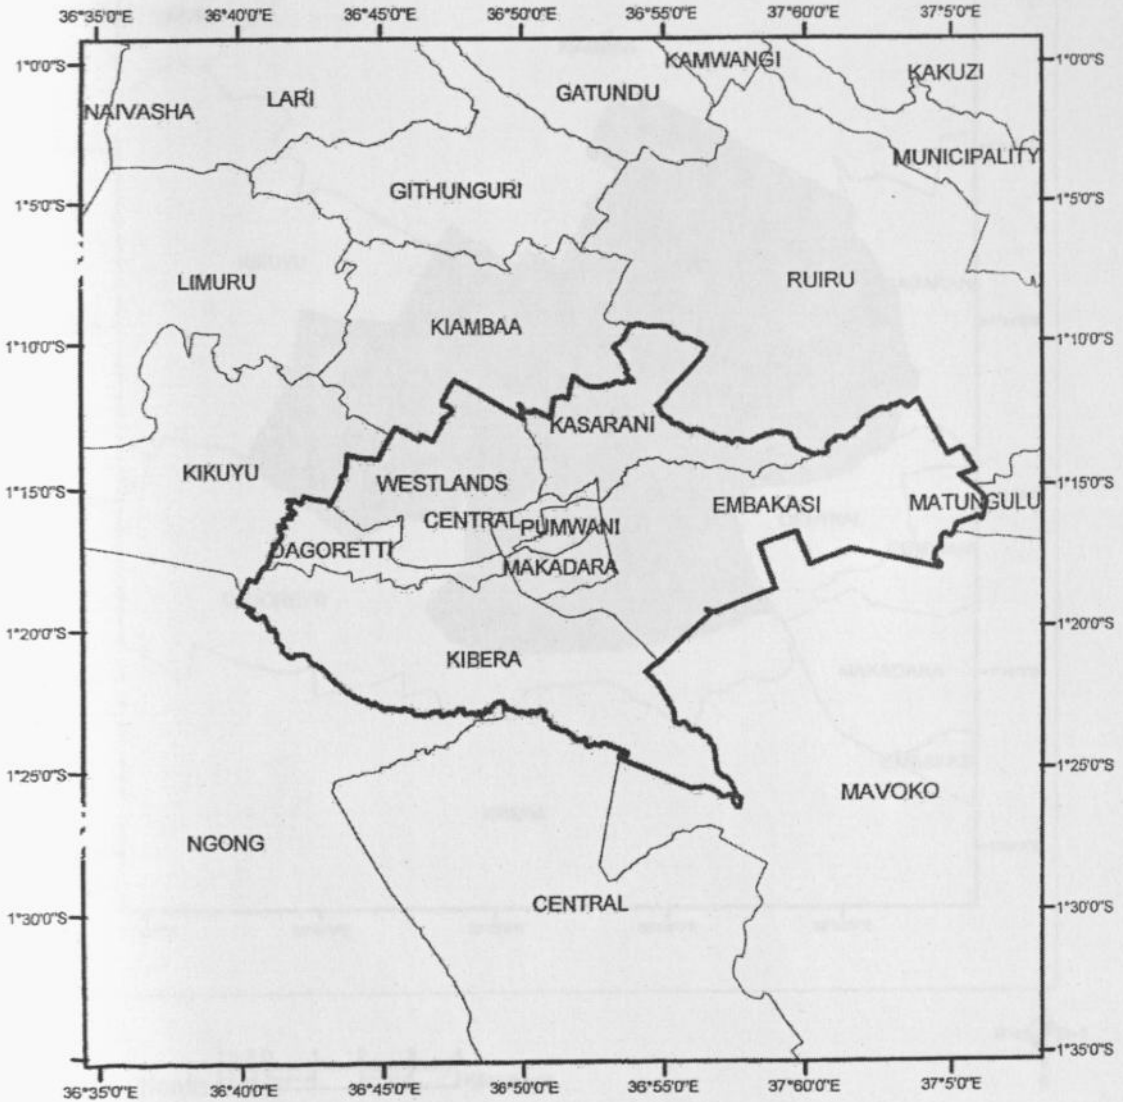 36°35'0"E 36°40'0"E 36°45'0"E 36°50'0"E 36°55'0"E 37°60'0"E 37°5'0"E
1°0'0"S
1°0'0"S
KAMWANGI
KAKUZI
NAIVASHA
LARI
GATUNDU
MUNICIPALITY
GITHUNGURI
1°5'0"S
1°5'0"S
LIMURU
RUIRU
KIAMBAA
1°10'0"S
1°10'0"S
KASARANI
KIKUYU
WESTLANDS
1°15'0"S
1°15'0"S
EMBAKASI
MATUNGULU
CENTRAL
PUMWANI
DAGORETTI
MAKADARA
1°20'0"S
1°20'0"S
KIBERA
1°25'0"S
1°25'0"S
MAVOKO
NGONG
CENTRAL
1°30'0"S
1°30'0"S
1°35'0"S
36°35'0"E 36°40'0"E 36°45'0"E 36°50'0"E 36°55'0"E 37°60'0"E 37°5'0"E